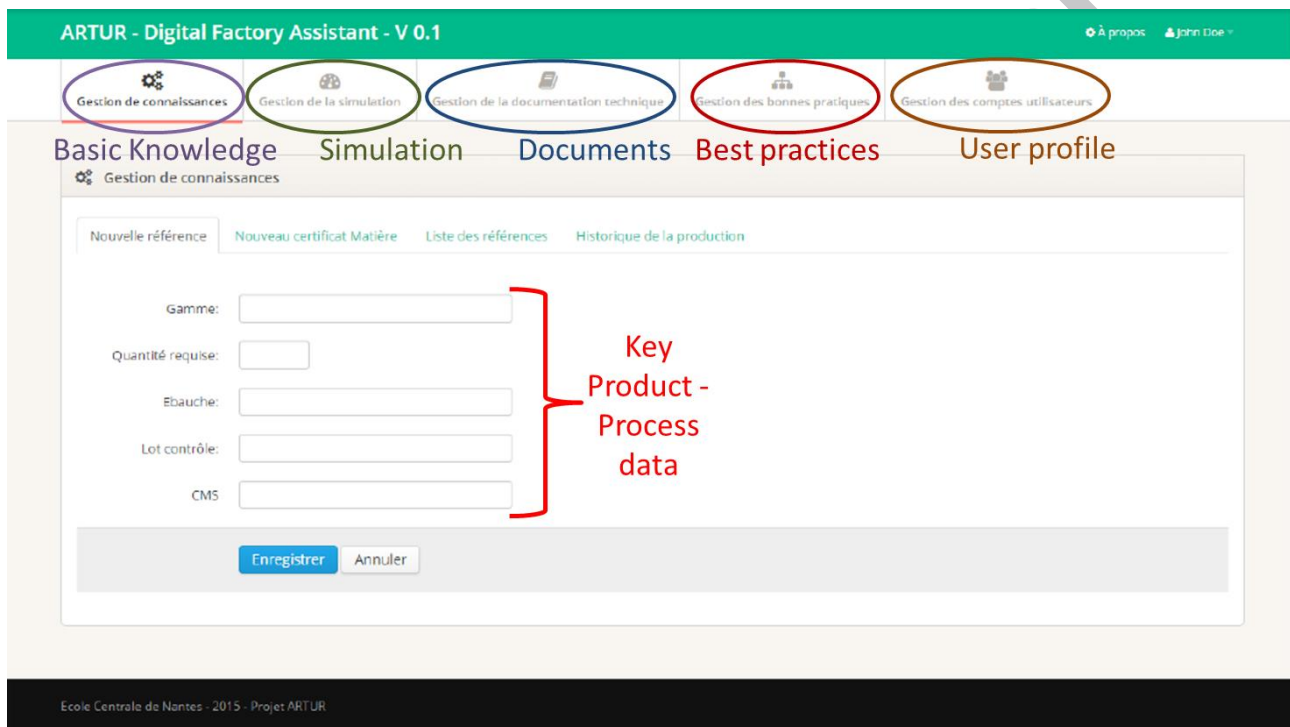 ARTUR - Digital Factory Assistant - V 0.1
À propos John Doe
Gestion de connaissances Gestion de la simulation Gestion de la documentation technique Gestion des bonnes pratiques Gestion des comptes utilisateurs
Basic Knowledge Simulation Documents Best practices User profile
Gestion de connaissances
Nouvelle référence Nouveau certificat Matière Liste des références Historique de la production
Gamme:
Quantité requise:
Ebauche:
Lot contrôle:
CMS
Key
Product -
Process
data
Enregistrer Annuler
Ecole Centrale de Nantes - 2015 - Projet ARTUR